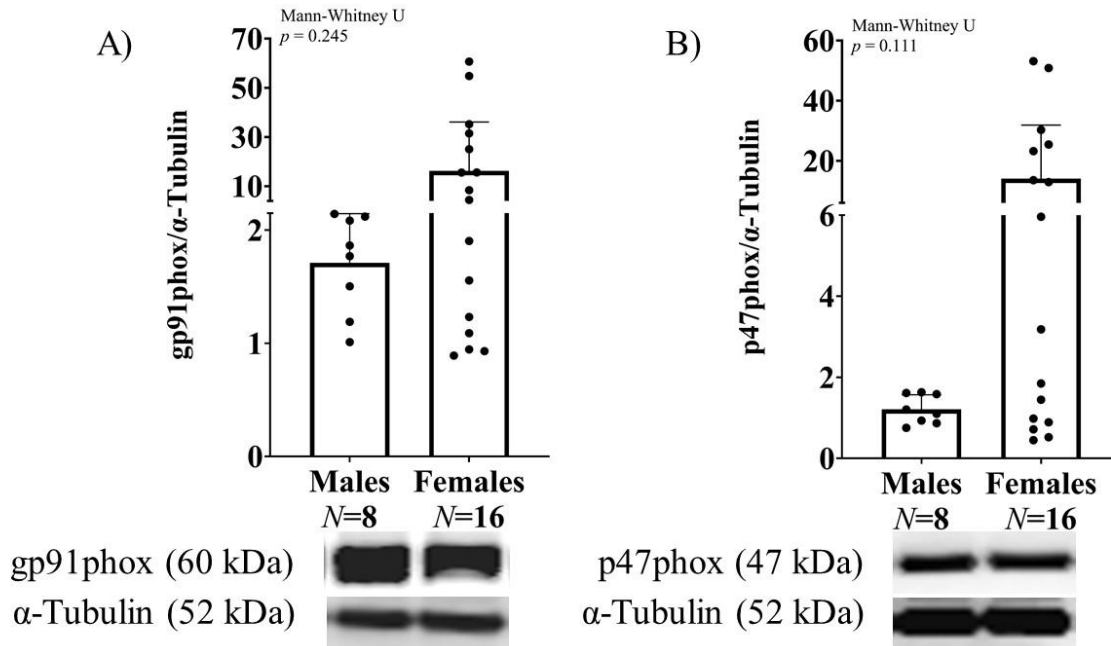 A)
Mann-Whitney U
p = 0.245
gp91phox/α-Tubulin
70
50
30
10
2
1
0
Males Females
N=8 N=16
gp91phox (60 kDa)
α-Tubulin (52 kDa)
B)
Mann-Whitney U
p = 0.111
p47phox/α-Tubulin
60
40
20
6
4
2
0
Males Females
N=8 N=16
p47phox (47 kDa)
α-Tubulin (52 kDa)